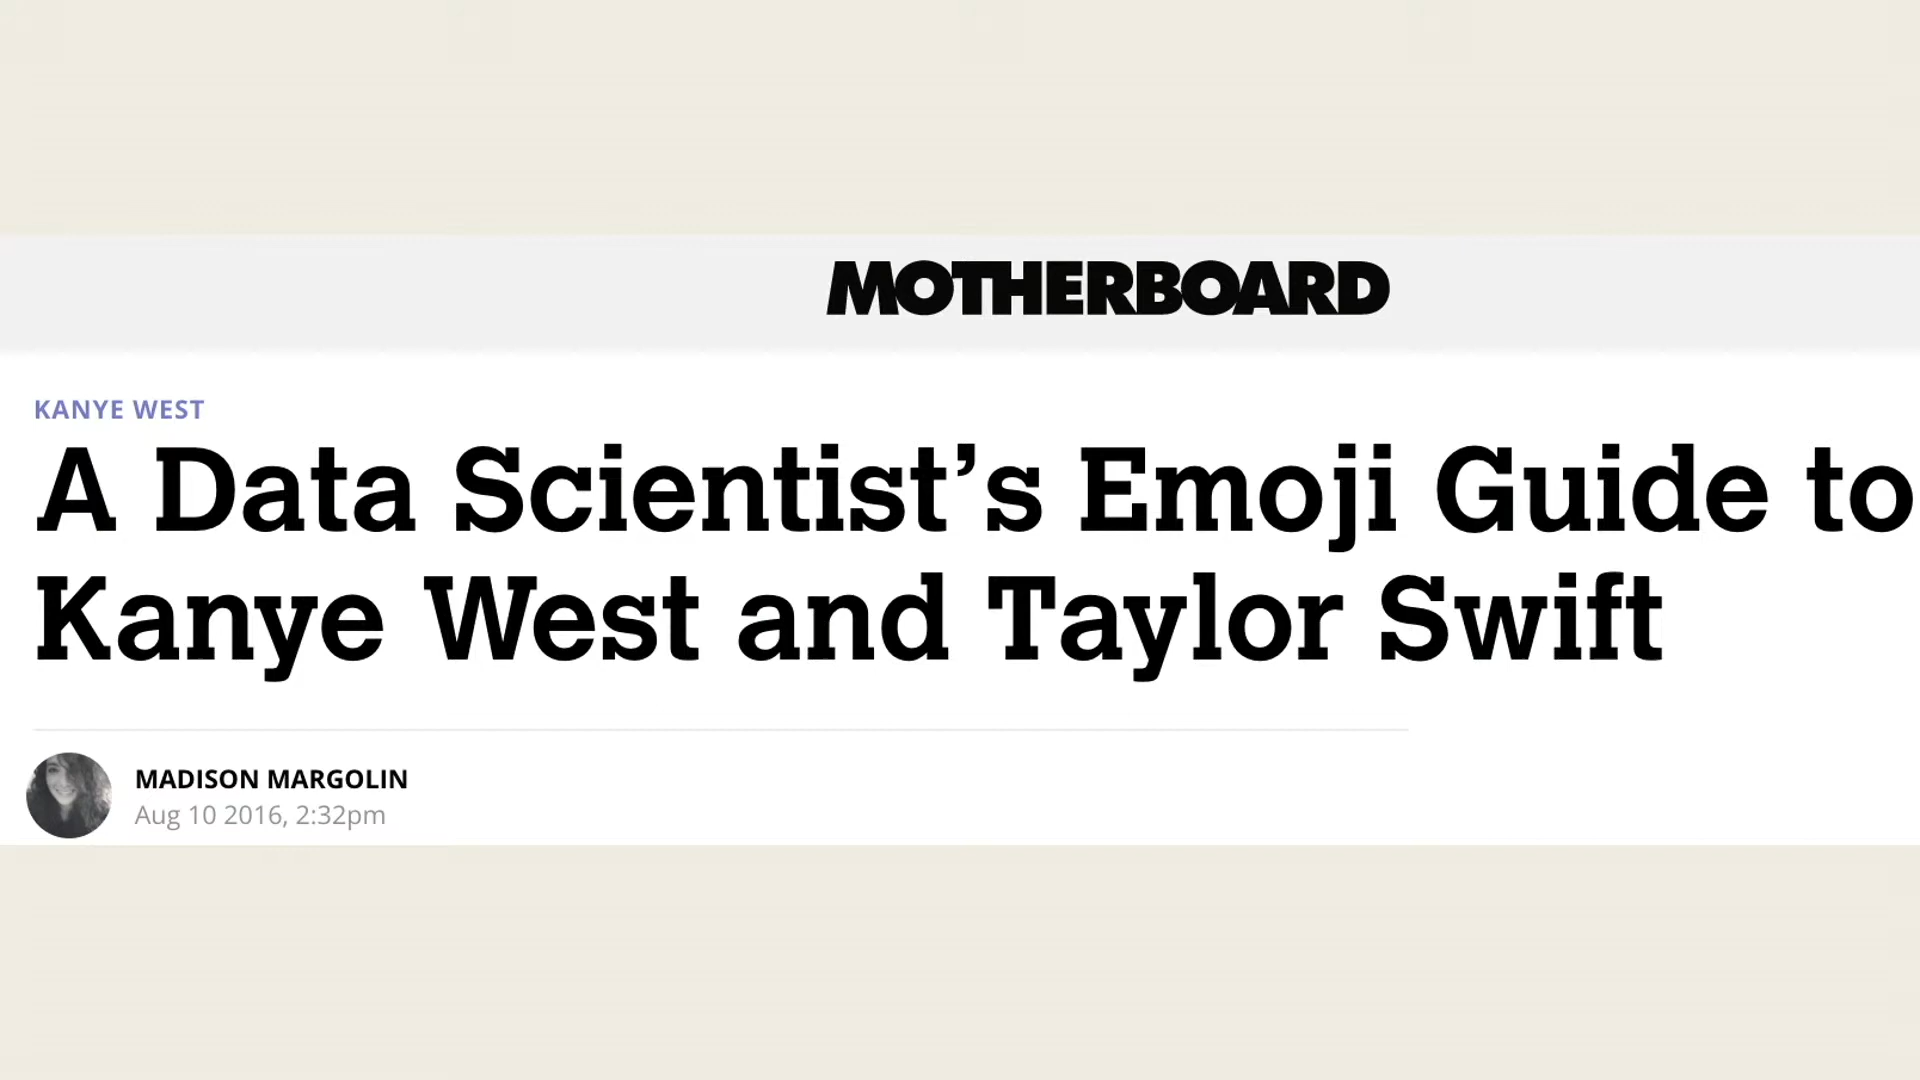 MOTHERBOARD
KANYE WEST
A Data Scientist’s Emoji Guide to
Kanye West and Taylor Swift
MADISON MARGOLIN
Aug 10 2016, 2:32pm